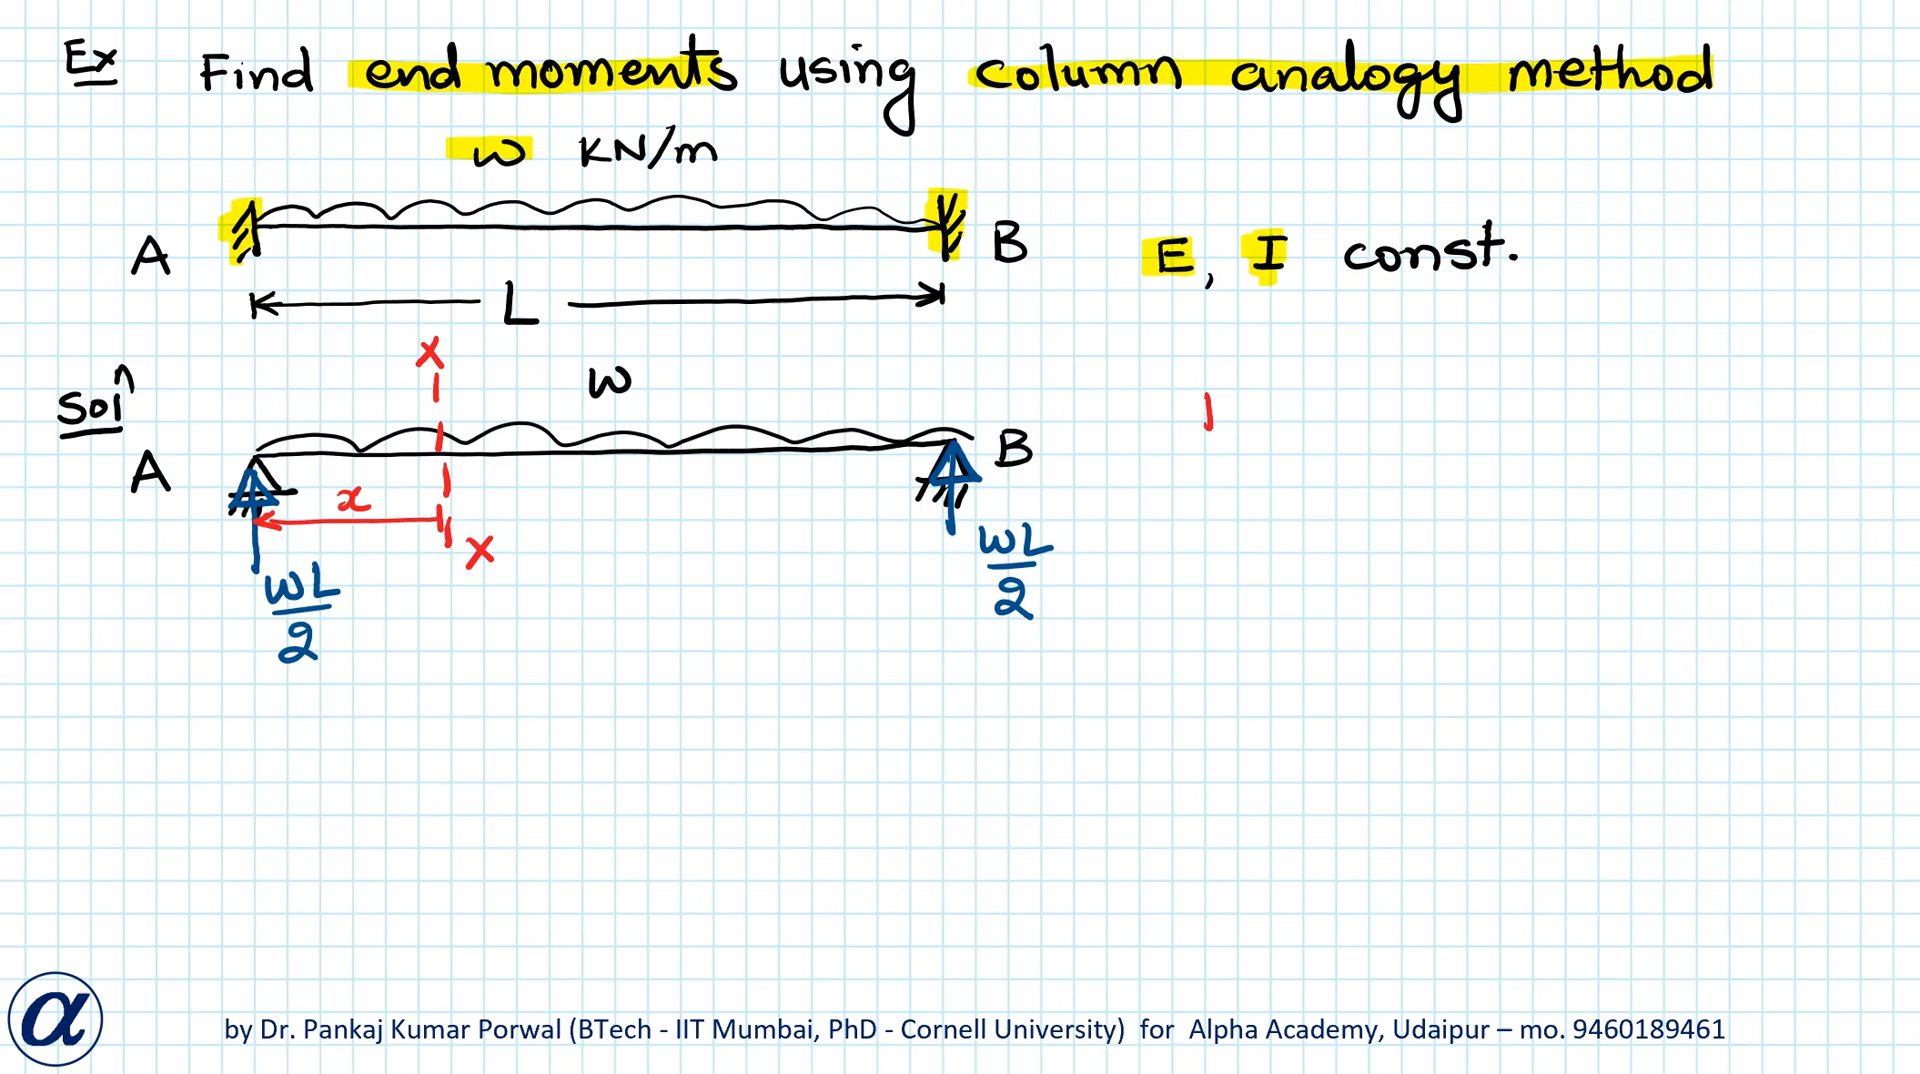 Ex Find end moments using column analogy method
w KN/m
A B E, I const.
L
x
Solⁿ w
A B
x
x
wL/2 wL/2
α
by Dr. Pankaj Kumar Porwal (BTech - IIT Mumbai, PhD - Cornell University) for Alpha Academy, Udaipur – mo. 9460189461